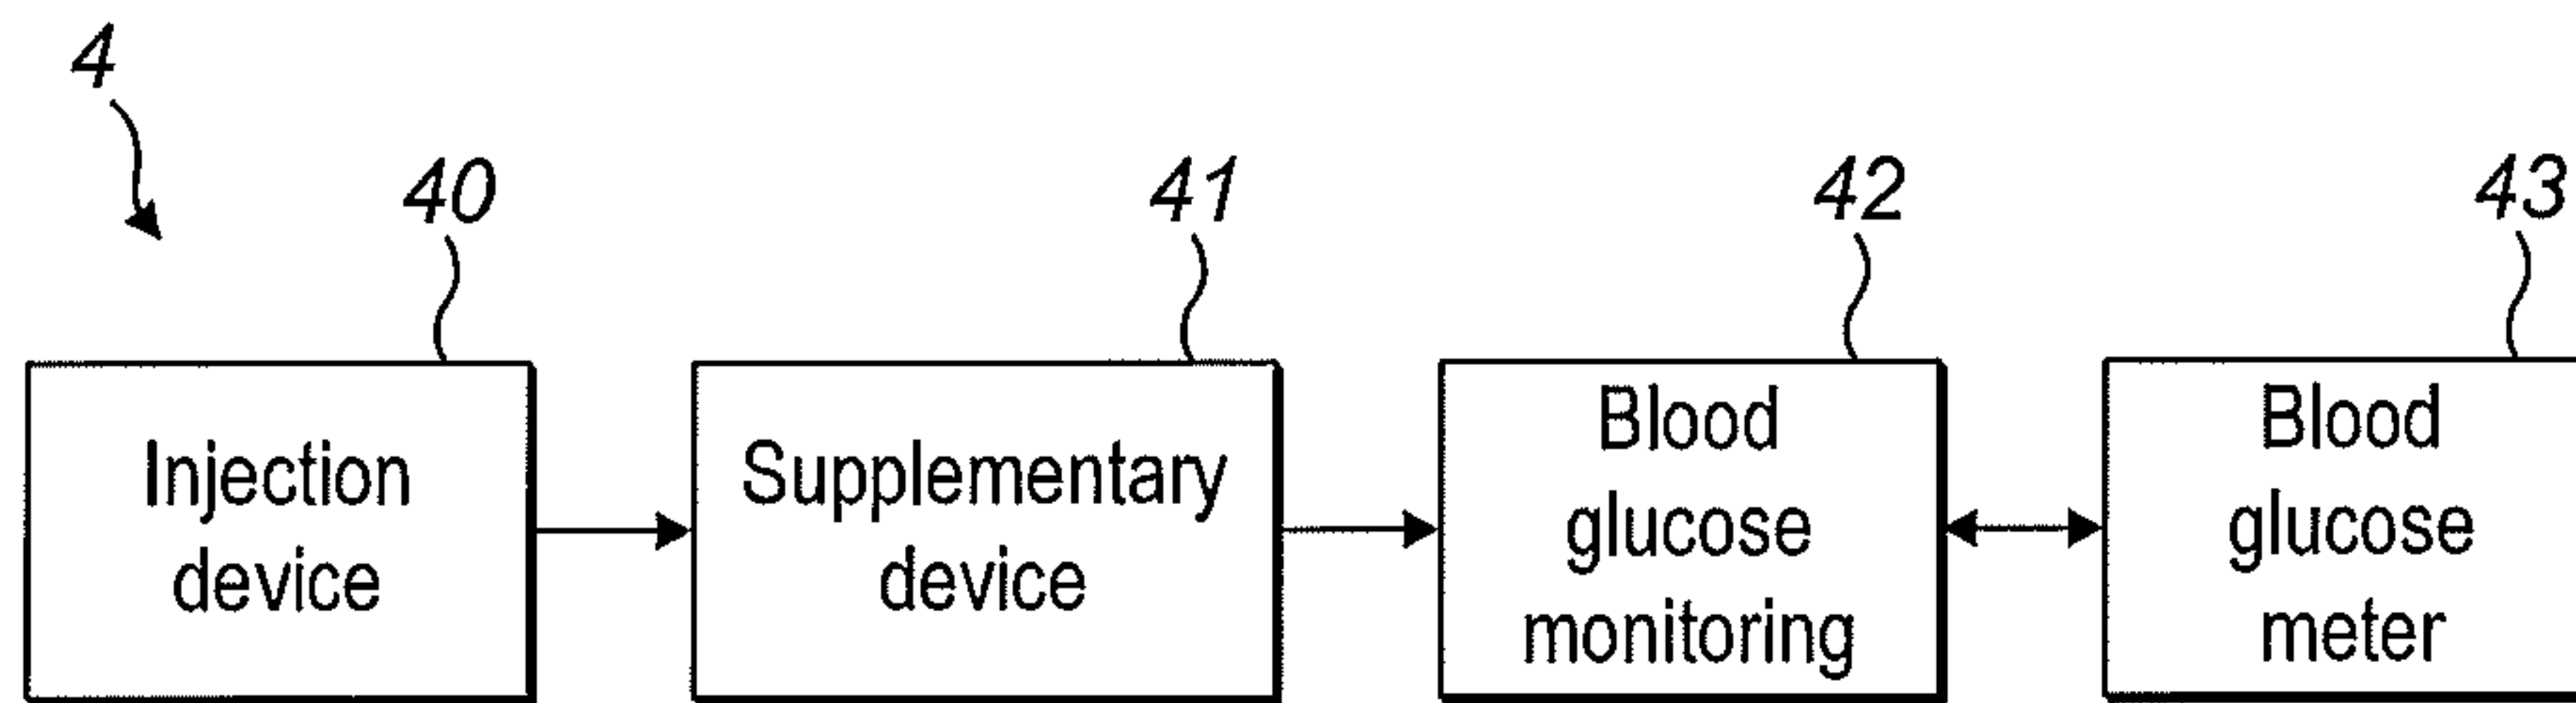 4
40
41
42
43
Injection
device
Supplementary
device
Blood
glucose
monitoring
Blood
glucose
meter